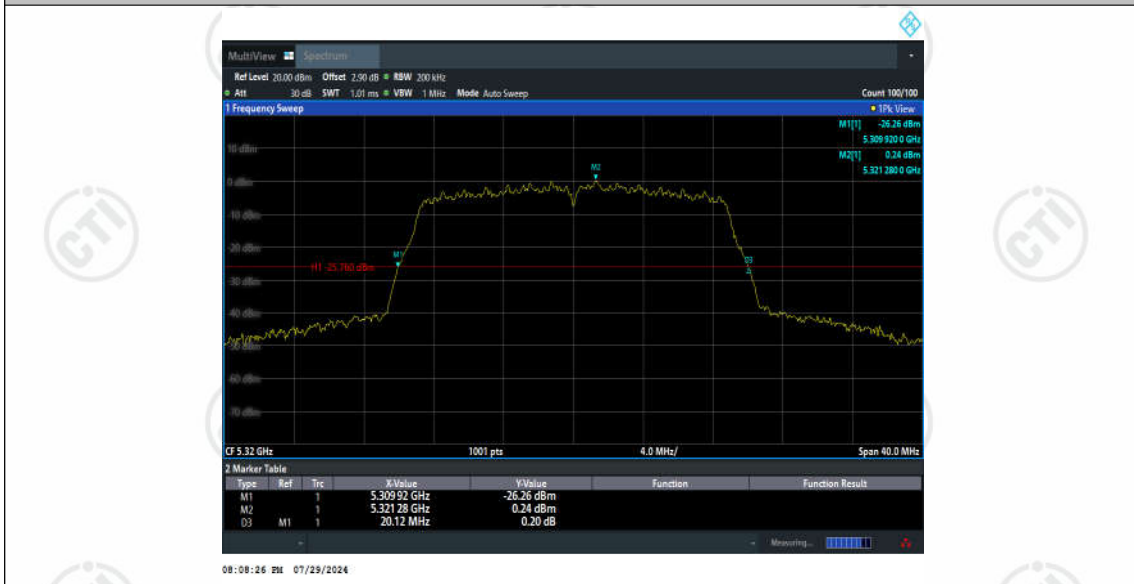 MultiView Spectrum
Ref Level 20.00 dBm Offset 2.90 dB RBW 200 kHz
Att 30 dB SWT 1.01 ms VBW 1 MHz Mode Auto Sweep Count 100/100
1 Frequency Sweep 1Pk View
M1[1] -26.26 dBm
5.309 920 0 GHz
10 dBm
M2[1] 0.24 dBm
M2
5.321 280 0 GHz
0 dBm
-10 dBm
-20 dBm
M1
D3
H1 -25.760 dBm
-30 dBm
-40 dBm
-50 dBm
-60 dBm
-70 dBm
CF 5.32 GHz 1001 pts 4.0 MHz/ Span 40.0 MHz
2 Marker Table
Type Ref Trc X-Value Y-Value Function Function Result
M1 1 5.309 92 GHz -26.26 dBm
M2 1 5.321 28 GHz 0.24 dBm
D3 M1 1 20.12 MHz 0.20 dB
Measuring...
08:08:26 PM 07/29/2024
CTI
CTI